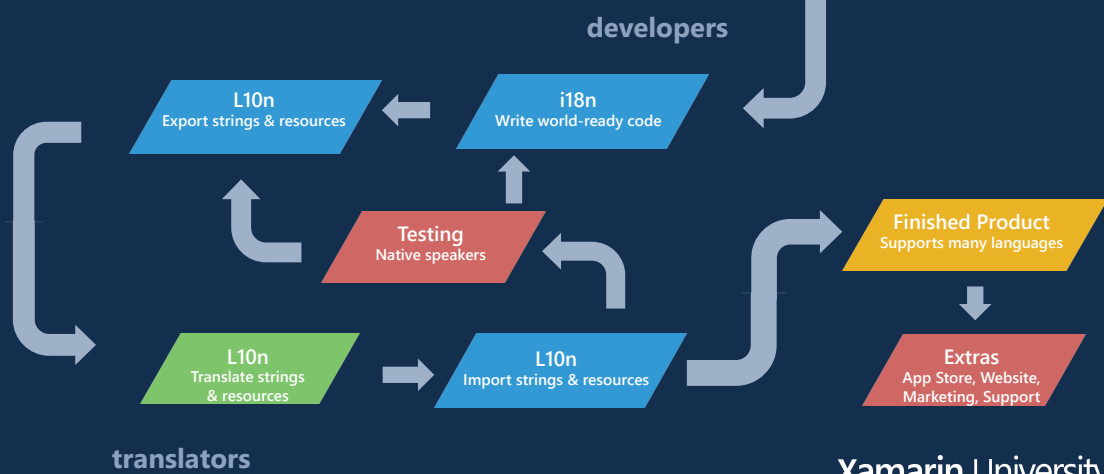 developers
L10n
Export strings & resources
i18n
Write world-ready code
Testing
Native speakers
Finished Product
Supports many languages
L10n
Translate strings
& resources
L10n
Import strings & resources
Extras
App Store, Website,
Marketing, Support
translators
Xamarin University